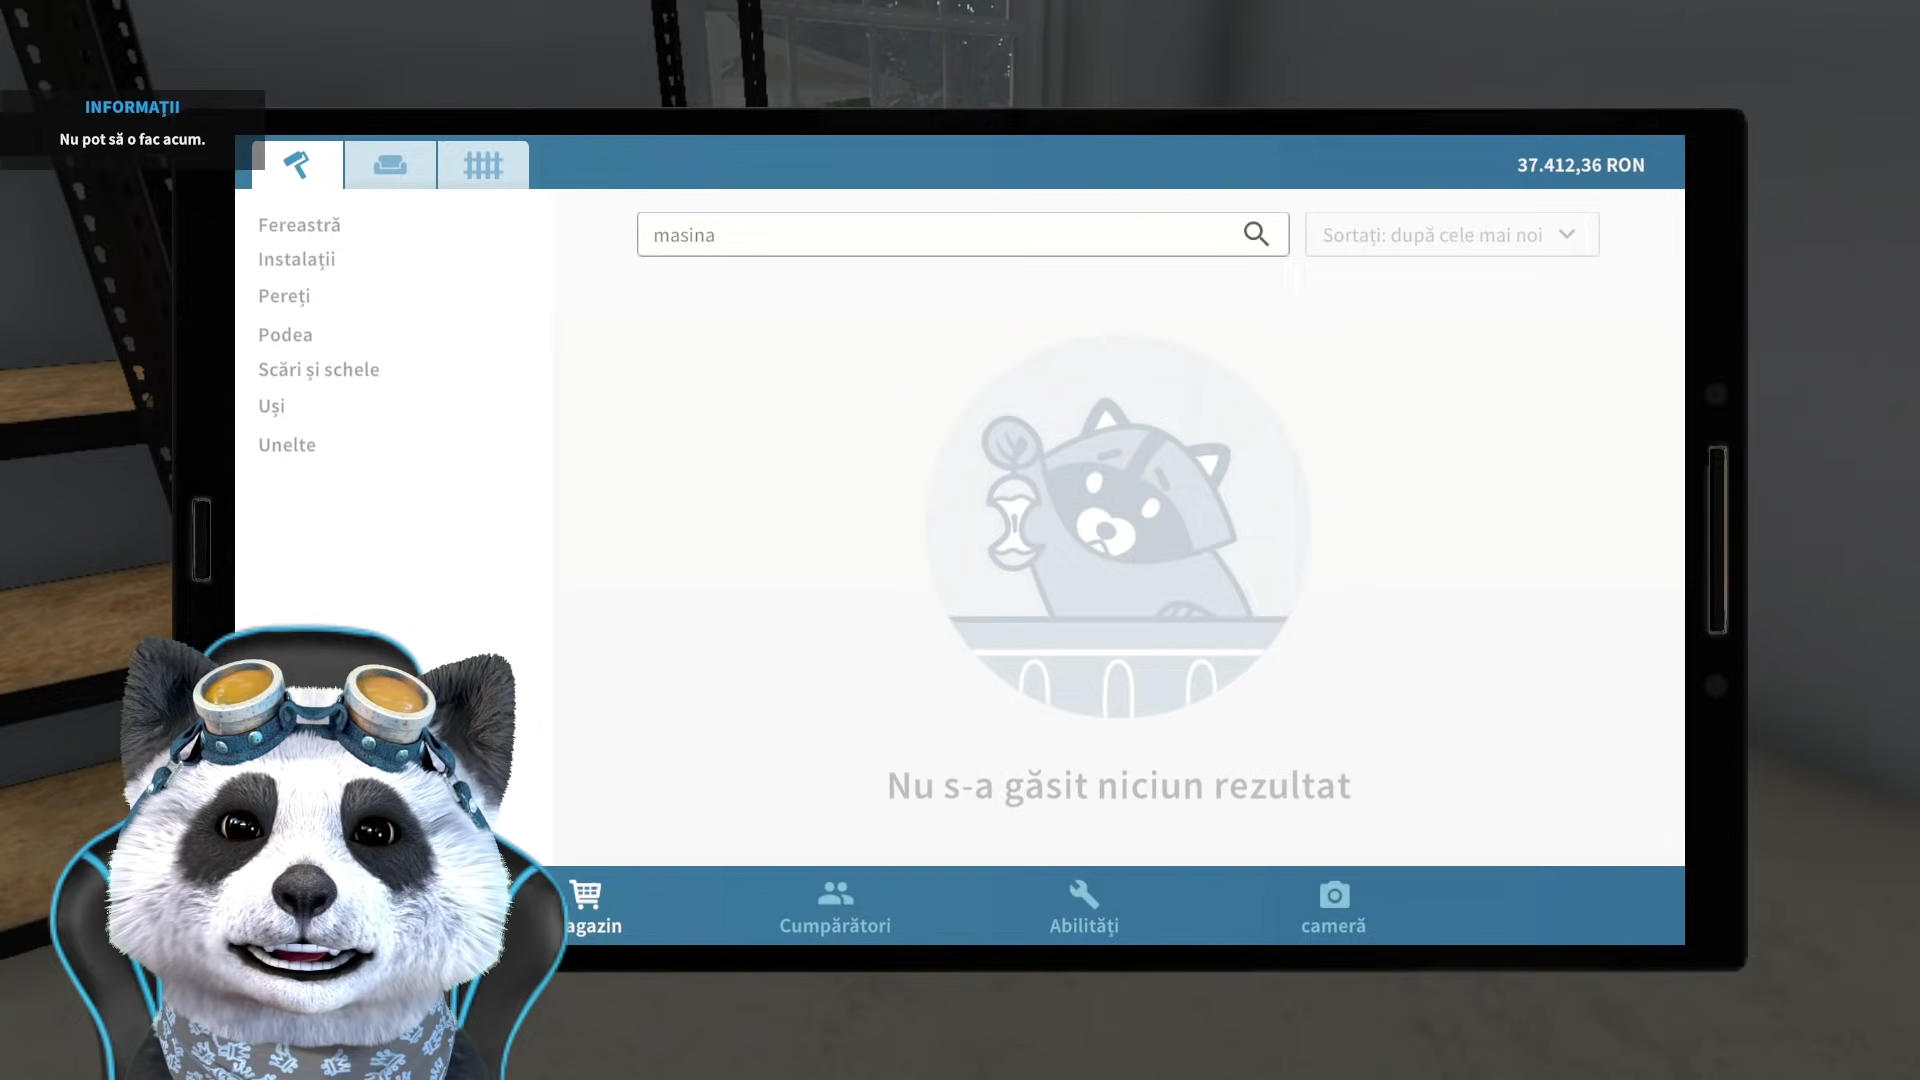 INFORMAȚII
Nu pot să o fac acum.
37.412,36 RON
masina
Sortați: după cele mai noi
Fereastră
Instalații
Pereți
Podea
Scări și schele
Uși
Unelte
Nu s-a găsit niciun rezultat
agazin
Cumpărători
Abilități
cameră